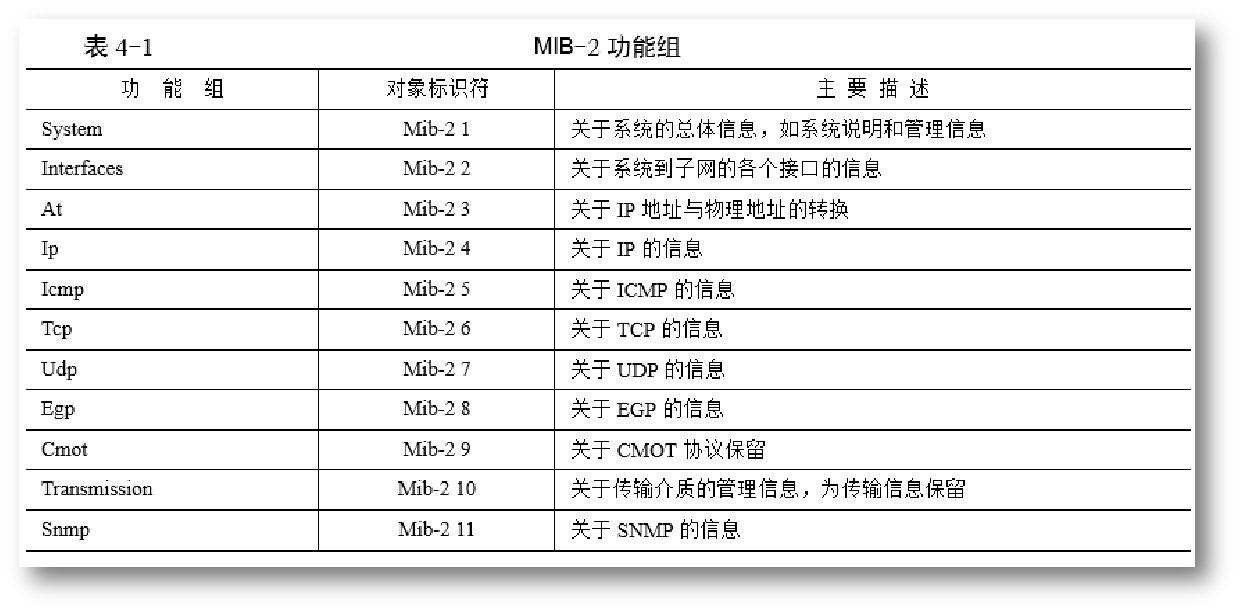 表 4-1 MIB-2 功能组
功 能 组 对象标识符 主 要 描 述
System Mib-2 1 关于系统的总体信息，如系统说明和管理信息
Interfaces Mib-2 2 关于系统到子网的各个接口的信息
At Mib-2 3 关于 IP 地址与物理地址的转换
Ip Mib-2 4 关于 IP 的信息
Icmp Mib-2 5 关于 ICMP 的信息
Tcp Mib-2 6 关于 TCP 的信息
Udp Mib-2 7 关于 UDP 的信息
Egp Mib-2 8 关于 EGP 的信息
Cmot Mib-2 9 关于 CMOT 协议保留
Transmission Mib-2 10 关于传输介质的管理信息，为传输信息保留
Snmp Mib-2 11 关于 SNMP 的信息